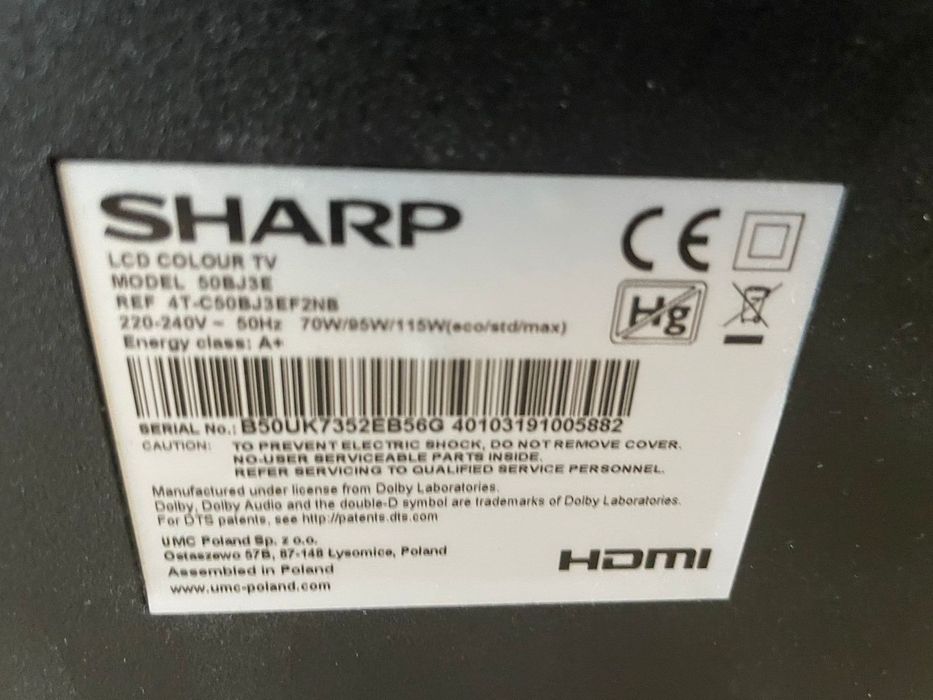 SHARP
LCD COLOUR TV
MODEL 50BJ3E
REF 4T-C50BJ3EF2NB
220-240V ~ 50Hz 70W/95W/115W(eco/std/max)
Energy class: A+
CE
Hg
SERIAL No.: B50UK7352EB56G 40103191005882
CAUTION: TO PREVENT ELECTRIC SHOCK, DO NOT REMOVE COVER.
NO-USER SERVICEABLE PARTS INSIDE.
REFER SERVICING TO QUALIFIED SERVICE PERSONNEL.
Manufactured under license from Dolby Laboratories.
Dolby, Dolby Audio and the double-D symbol are trademarks of Dolby Laboratories.
For DTS patents, see http://patents.dts.com
UMC Poland Sp. z o.o.
Ostaszewo 57B, 87-148 Łysomice, Poland
Assembled in Poland
www.umc-poland.com
HDMI